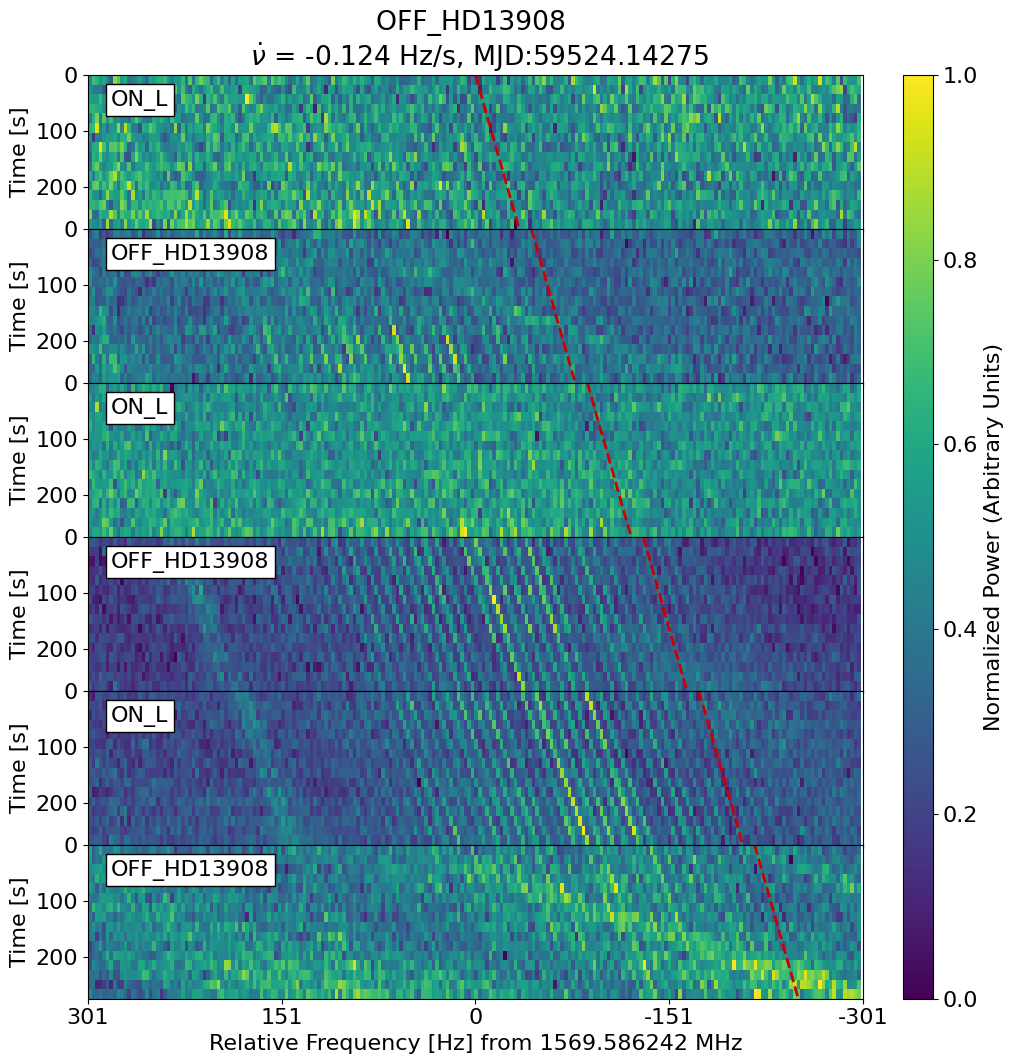 OFF_HD13908
ν̇ = -0.124 Hz/s, MJD:59524.14275
0
100
200
Time [s]
ON_L
0
100
200
Time [s]
OFF_HD13908
0
100
200
Time [s]
ON_L
0
100
200
Time [s]
OFF_HD13908
0
100
200
Time [s]
ON_L
0
100
200
Time [s]
OFF_HD13908
301 151 0 -151 -301
Relative Frequency [Hz] from 1569.586242 MHz
1.0
0.8
0.6
0.4
0.2
0.0
Normalized Power (Arbitrary Units)